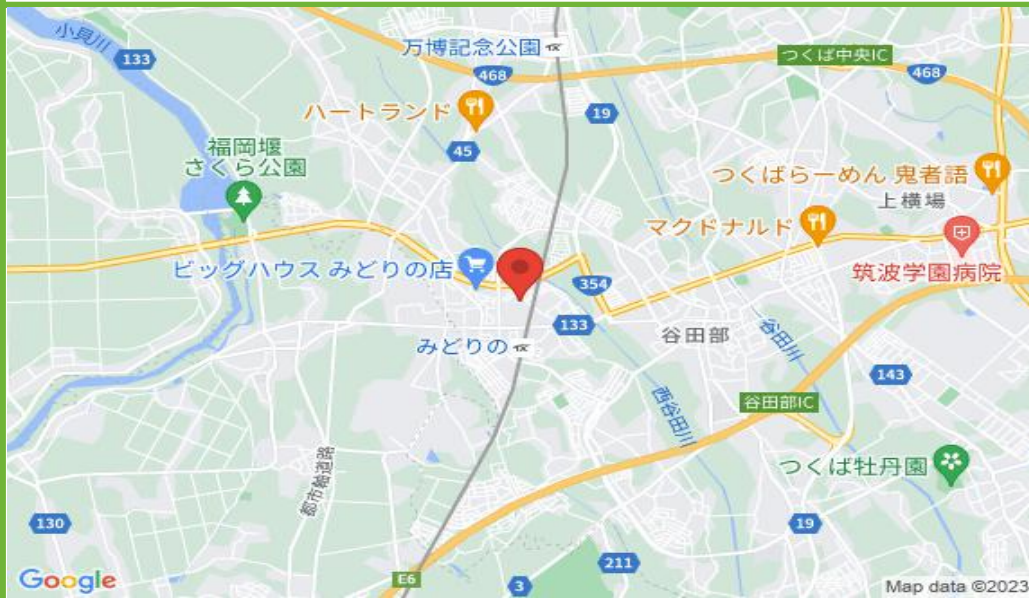 小貝川
133
万博記念公園
468
つくば中央IC
468
ハートランド
19
45
福岡堰
さくら公園
つくばらーめん 鬼者語
上横場
マクドナルド
ビッグハウス みどりの店
筑波学園病院
354
133
谷田部
谷田川
みどりの
143
西谷田川
谷田部IC
都市軸道路
つくば牡丹園
130
19
211
Google
E6
3
Map data ©2023